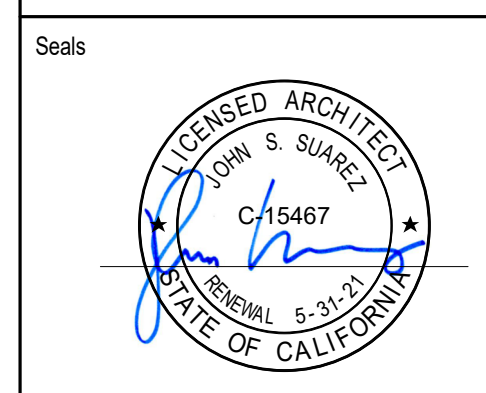 Seals
LICENSED ARCHITECT
JOHN S. SUAREZ
C-15467
RENEWAL 5-31-21
STATE OF CALIFORNIA